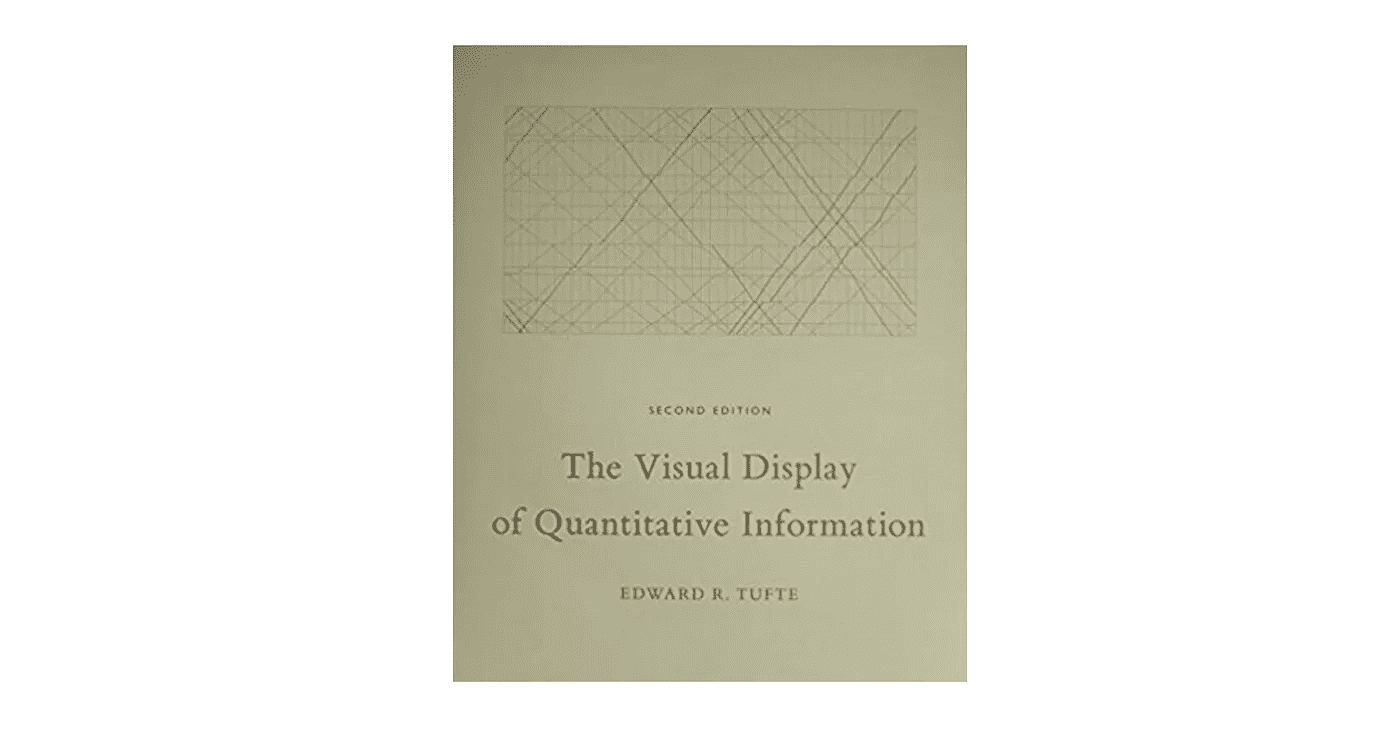 SECOND EDITION
The Visual Display
of Quantitative Information
EDWARD R. TUFTE